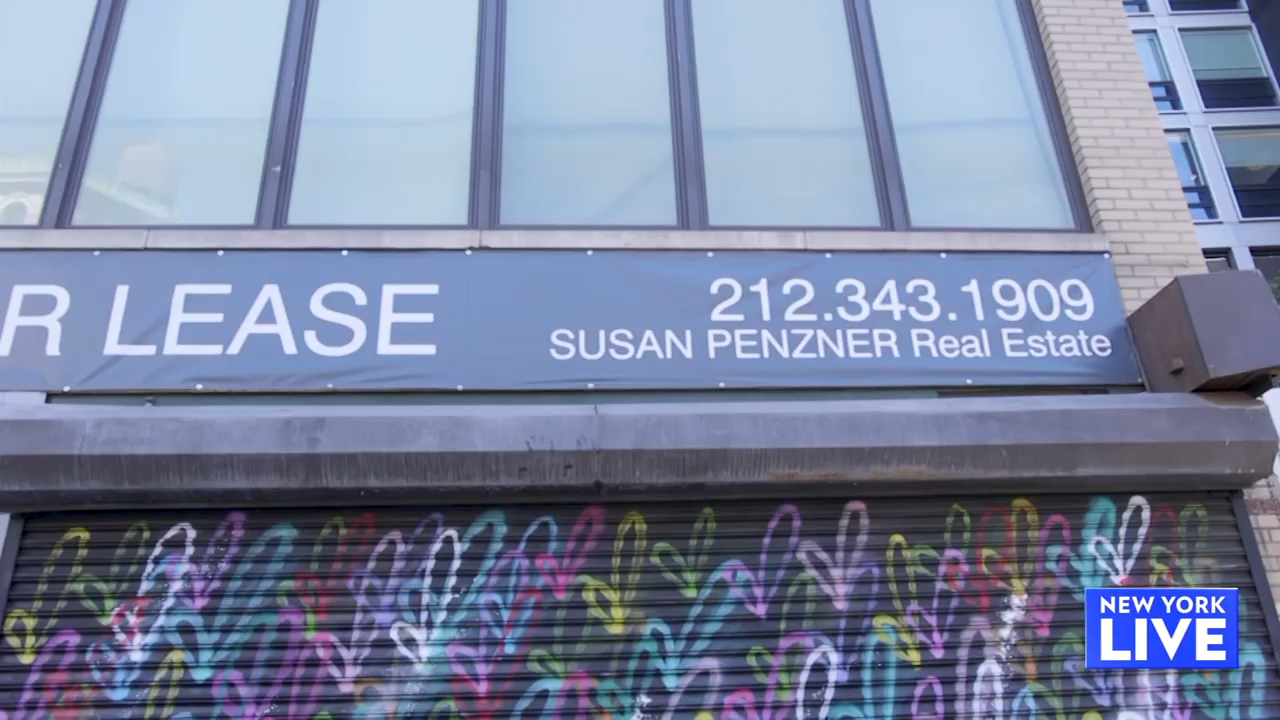 R LEASE
212.343.1909
SUSAN PENZNER Real Estate
NEW YORK
LIVE